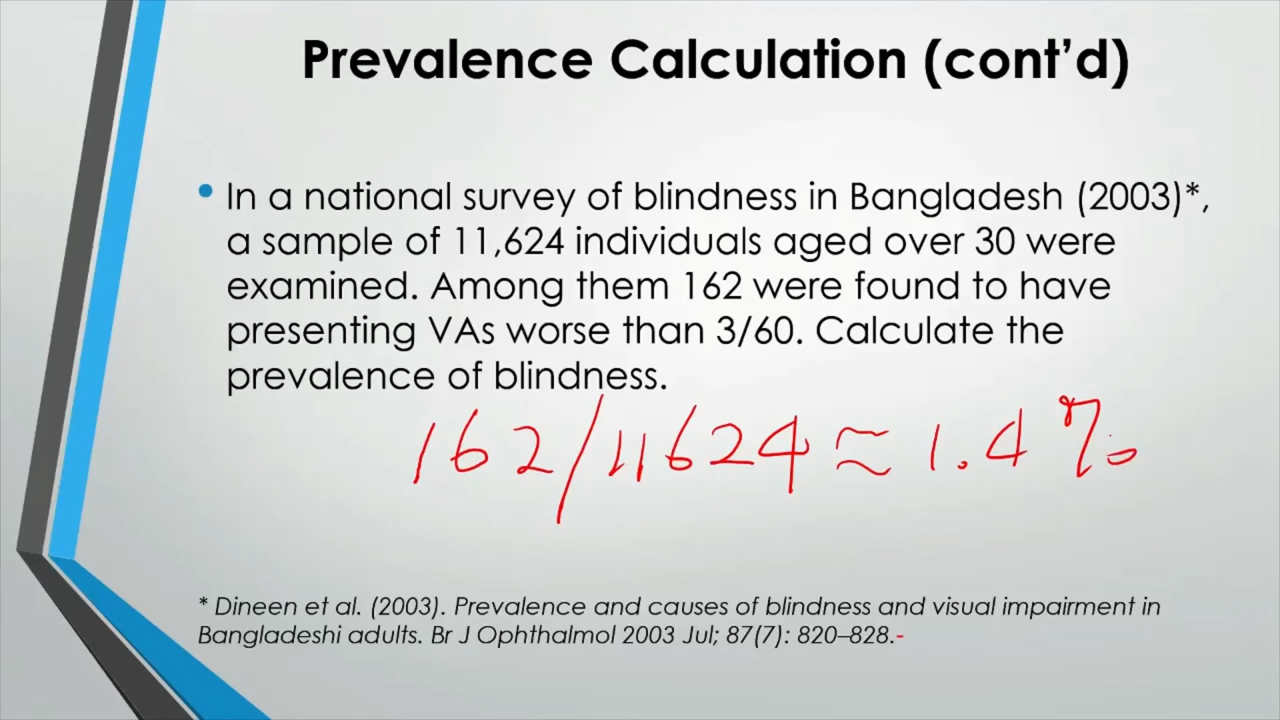 Prevalence Calculation (cont’d)
• In a national survey of blindness in Bangladesh (2003)*,
a sample of 11,624 individuals aged over 30 were
examined. Among them 162 were found to have
presenting VAs worse than 3/60. Calculate the
prevalence of blindness.
162/11624 ≈ 1.4%
* Dineen et al. (2003). Prevalence and causes of blindness and visual impairment in
Bangladeshi adults. Br J Ophthalmol 2003 Jul; 87(7): 820–828.-